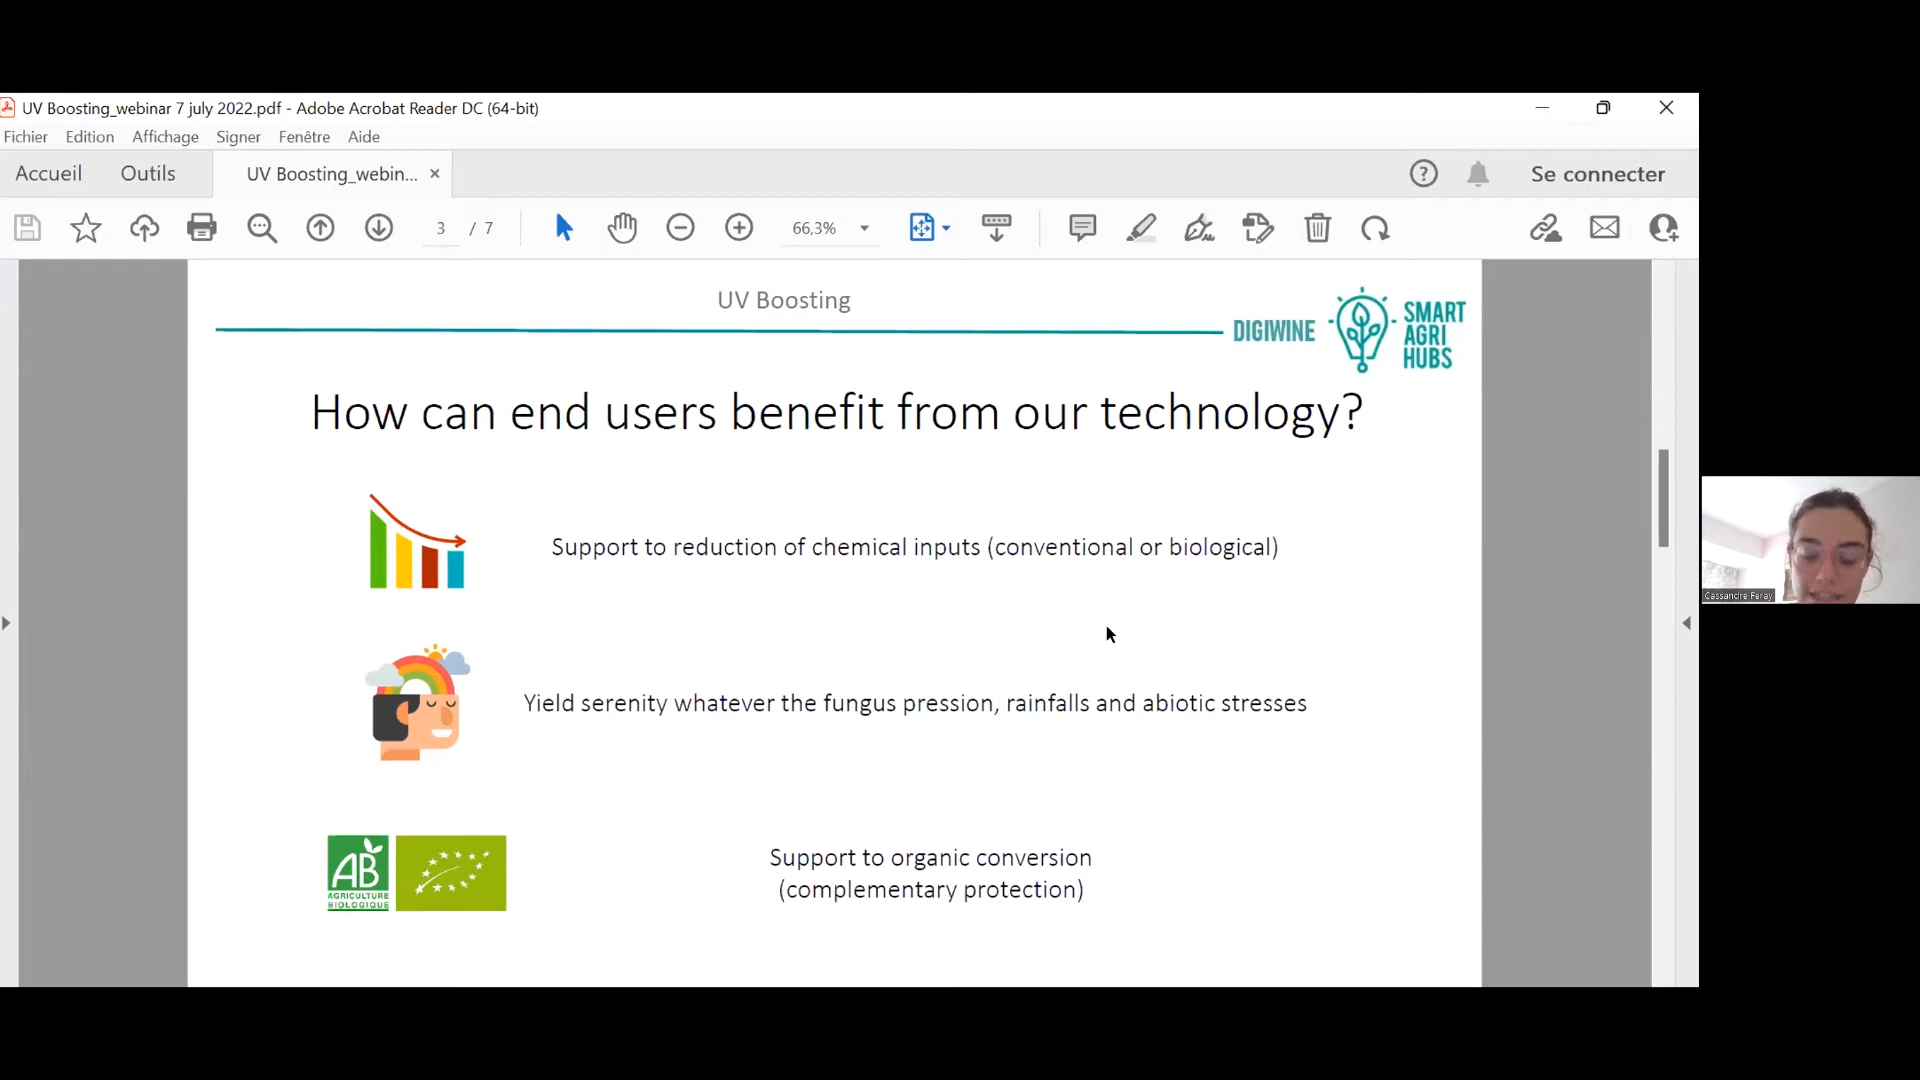 UV Boosting_webinar 7 july 2022.pdf - Adobe Acrobat Reader DC (64-bit)
Fichier Edition Affichage Signer Fenêtre Aide
Accueil Outils UV Boosting_webin... Se connecter
3 / 7 66,3%
UV Boosting
DIGIWINE
SMART
AGRI
HUBS
How can end users benefit from our technology?
Support to reduction of chemical inputs (conventional or biological)
Cassandre Feray
Yield serenity whatever the fungus pression, rainfalls and abiotic stresses
AB
AGRICULTURE
BIOLOGIQUE
Support to organic conversion
(complementary protection)